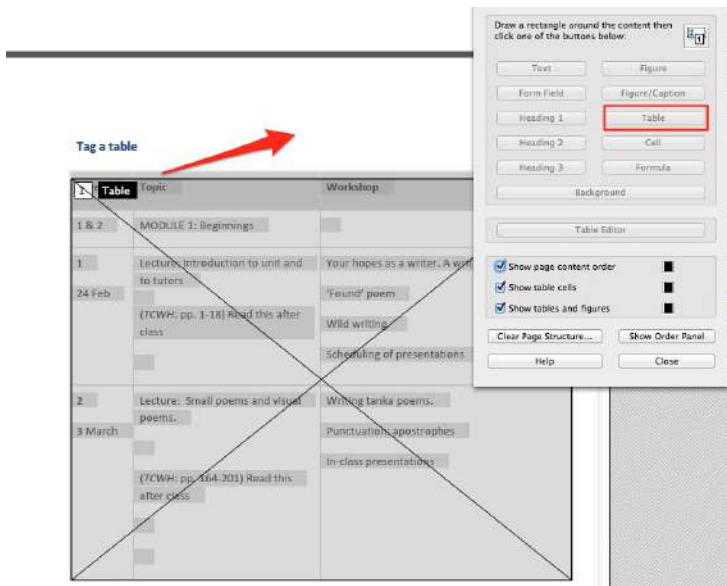 Draw a rectangle around the content then
click one of the buttons below:
1
Text
Figure
Form Field
Figure/Caption
Heading 1
Table
Heading 2
Cell
Heading 3
Formula
Background
Table Editor
Show page content order
Show table cells
Show tables and figures
Clear Page Structure...
Show Order Panel
Help
Close
Tag a table
1 Table Topic Workshop
1 & 2 MODULE 1: Beginnings
1
24 Feb
Lecture: Introduction to unit and
to tutors
(TCWH: pp. 1-18) Read this after
class
Your hopes as a writer. A
'Found' poem
Wild writing
Scheduling of presentations
2
3 March
Lecture: Small poems and visual
poems.
(TCWH: pp. 164-201) Read this
after class
Writing tanka poems.
Punctuation: apostrophes
In-class presentations